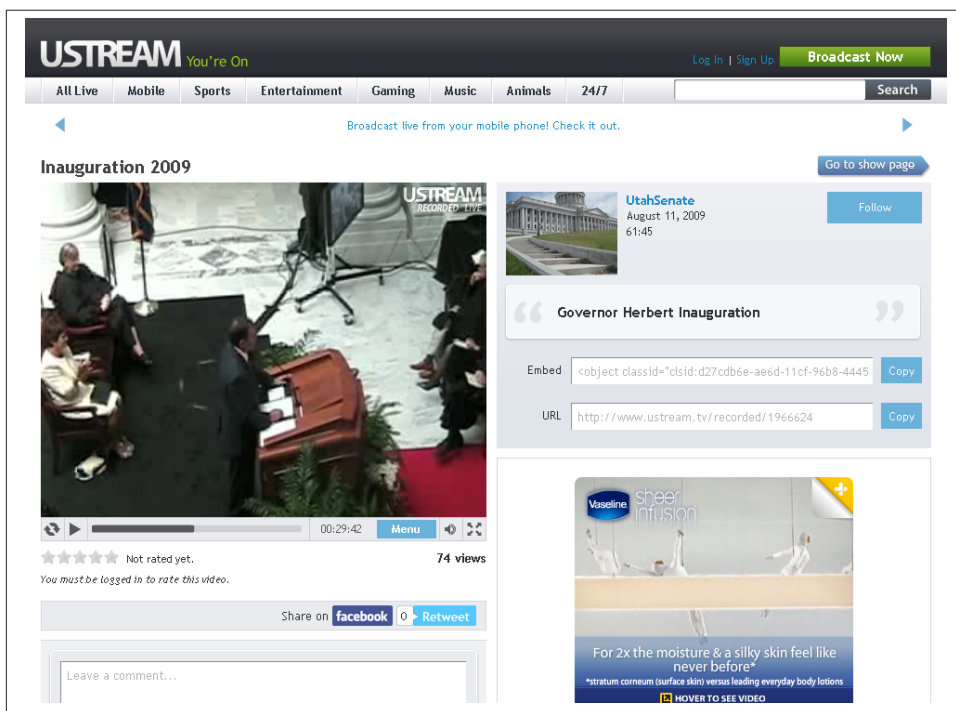 USTREAM You're On
Log In | Sign Up Broadcast Now
All Live Mobile Sports Entertainment Gaming Music Animals 24/7 Search
Broadcast live from your mobile phone! Check it out.
Inauguration 2009
Go to show page
USTREAM
RECORDED LIVE
00:29:42 Menu
Not rated yet. 74 views
You must be logged in to rate this video.
Share on facebook 0 Retweet
Leave a comment...
UtahSenate
August 11, 2009
61:45
Follow
“ Governor Herbert Inauguration ”
Embed <object classid="clsid:d27cdb6e-ae6d-11cf-96b8-4445 Copy
URL http://www.ustream.tv/recorded/1966624 Copy
Vaseline sheer
infusion
For 2x the moisture & a silky skin feel like
never before*
*stratum corneum (surface skin) versus leading everyday body lotions
HOVER TO SEE VIDEO